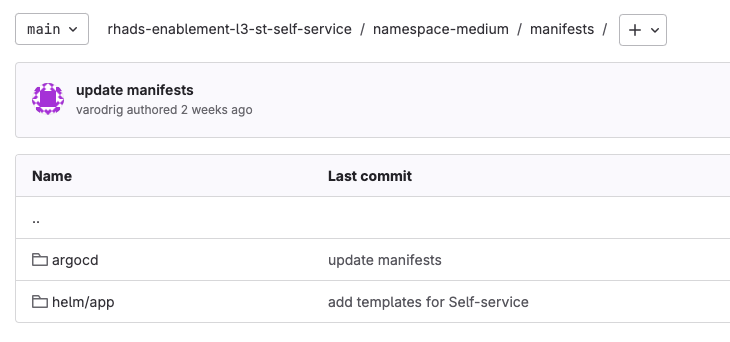 main rhads-enablement-l3-st-self-service / namespace-medium / manifests / +
update manifests
varodrig authored 2 weeks ago
Name Last commit
..
argocd update manifests
helm/app add templates for Self-service